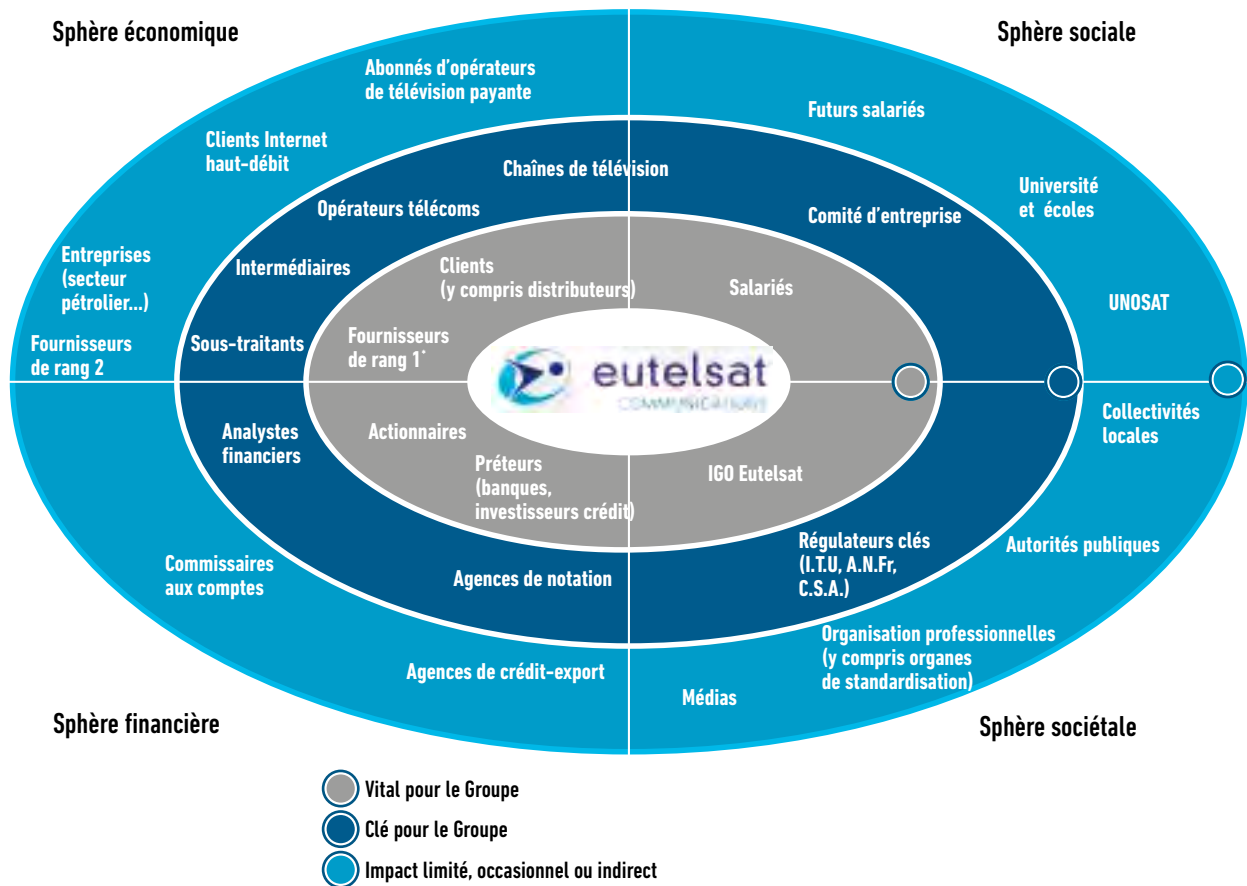 Sphère économique
Sphère sociale
Abonnés d'opérateurs
de télévision payante
Futurs salariés
Clients Internet
haut-débit
Chaînes de télévision
Université
et écoles
Opérateurs télécoms
Comité d'entreprise
Entreprises
(secteur
pétrolier...)
Intermédiaires
Clients
(y compris distributeurs)
Salariés
UNOSAT
Fournisseurs
de rang 2
Sous-traitants
Fournisseurs
de rang 1*
eutelsat
COMMUNICATIONS
Collectivités
locales
Analystes
financiers
Actionnaires
Préteurs
(banques,
investisseurs crédit)
IGO Eutelsat
Régulateurs clés
(I.T.U, A.N.Fr,
C.S.A.)
Autorités publiques
Commissaires
aux comptes
Agences de notation
Organisation professionnelles
(y compris organes
de standardisation)
Agences de crédit-export
Médias
Sphère financière
Sphère sociétale
Vital pour le Groupe
Clé pour le Groupe
Impact limité, occasionnel ou indirect